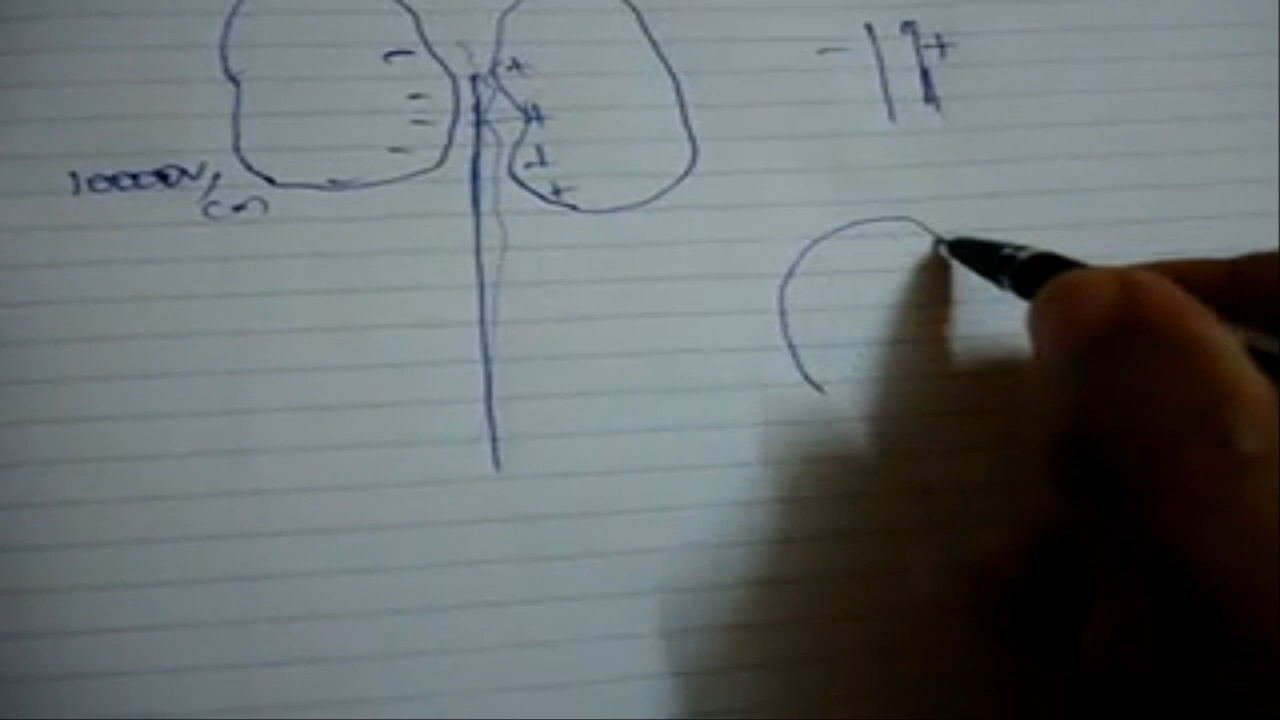 - +
- + +
-
- +
- +
10000V/
cm